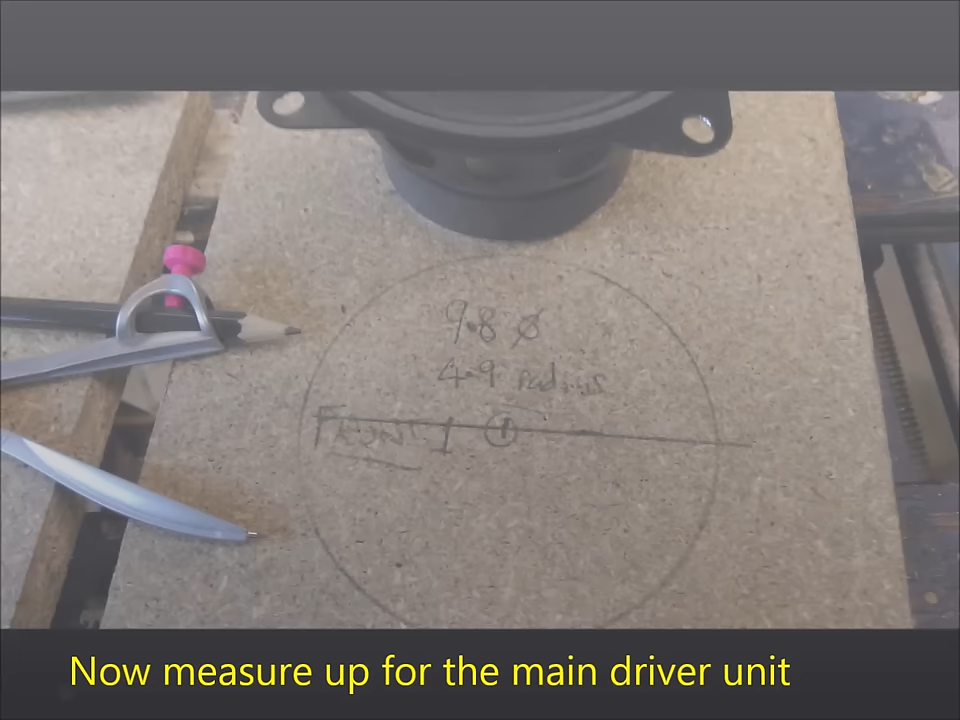 9.8 ø
4.9 radius
FRONT 1 ①
Now measure up for the main driver unit